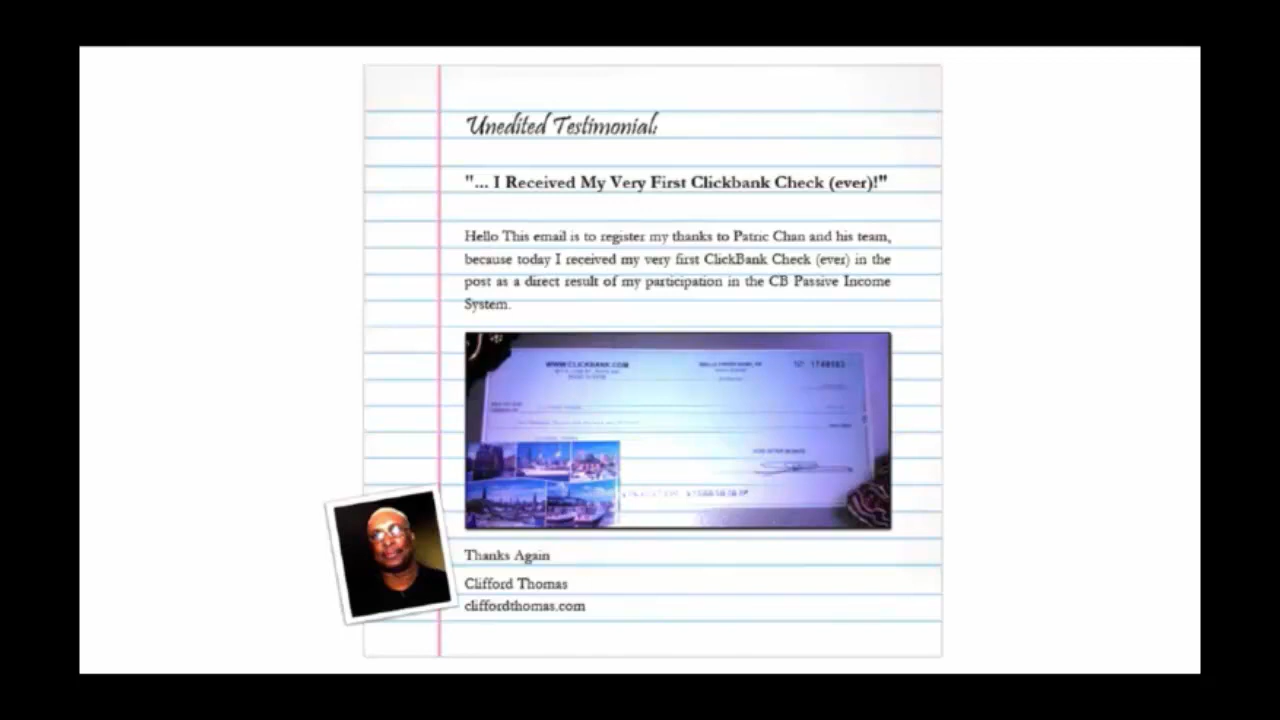 Unedited Testimonial:
"... I Received My Very First Clickbank Check (ever)!"
Hello This email is to register my thanks to Patric Chan and his team,
because today I received my very first ClickBank Check (ever) in the
post as a direct result of my participation in the CB Passive Income
System.
WWW.CLICKBANK.COM
Thanks Again
Clifford Thomas
cliffordthomas.com